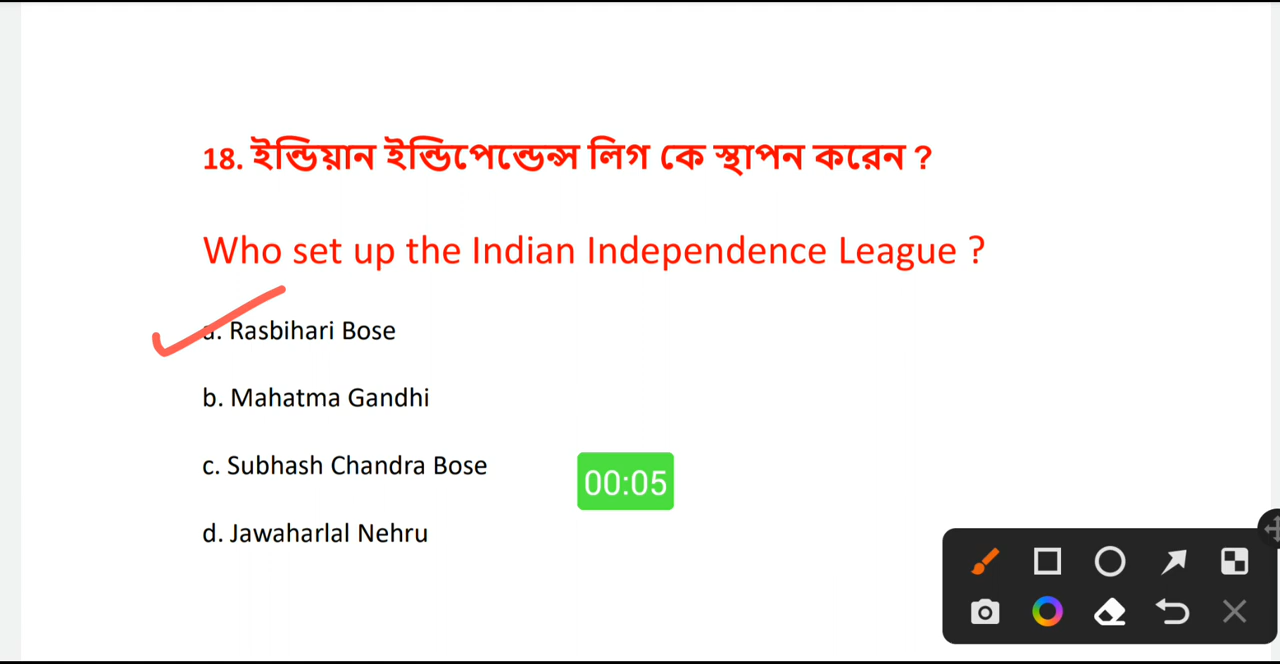 18. ইন্ডিয়ান ইন্ডিপেন্ডেন্স লিগ কে স্থাপন করেন ?
Who set up the Indian Independence League ?
a. Rasbihari Bose
b. Mahatma Gandhi
c. Subhash Chandra Bose
00:05
d. Jawaharlal Nehru